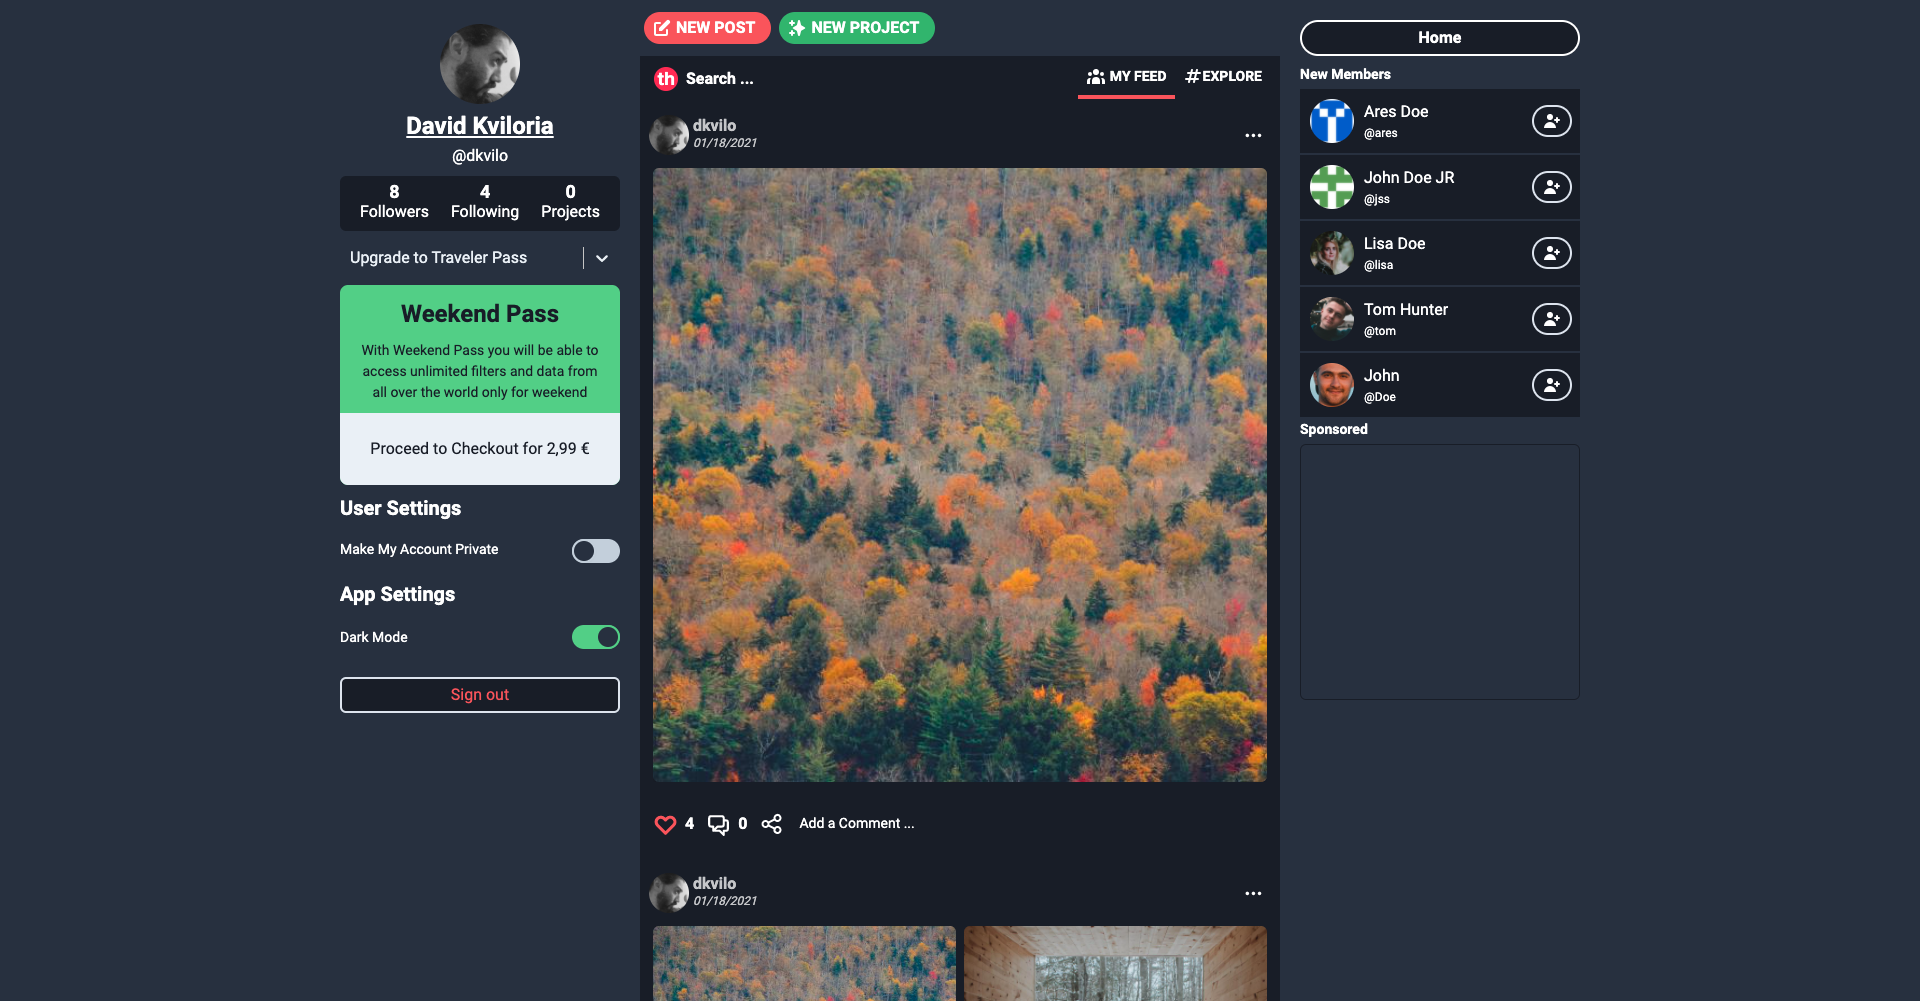 David Kviloria
@dkvilo
8 Followers
4 Following
0 Projects
Upgrade to Traveler Pass
Weekend Pass
With Weekend Pass you will be able to
access unlimited filters and data from
all over the world only for weekend
Proceed to Checkout for 2,99 €
User Settings
Make My Account Private
App Settings
Dark Mode
Sign out
NEW POST
NEW PROJECT
th
Search ...
MY FEED
#EXPLORE
dkvilo
01/18/2021
4
0
Add a Comment ...
dkvilo
01/18/2021
Home
New Members
Ares Doe
@ares
John Doe JR
@jss
Lisa Doe
@lisa
Tom Hunter
@tom
John
@Doe
Sponsored